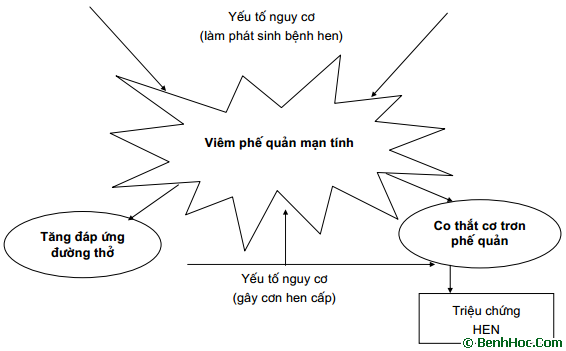 Yếu tố nguy cơ
(làm phát sinh bệnh hen)
Viêm phế quản mạn tính
Tăng đáp ứng
đường thở
Co thắt cơ trơn
phế quản
Yếu tố nguy cơ
(gây cơn hen cấp)
Triệu chứng
HEN
© BenhHoc.Com